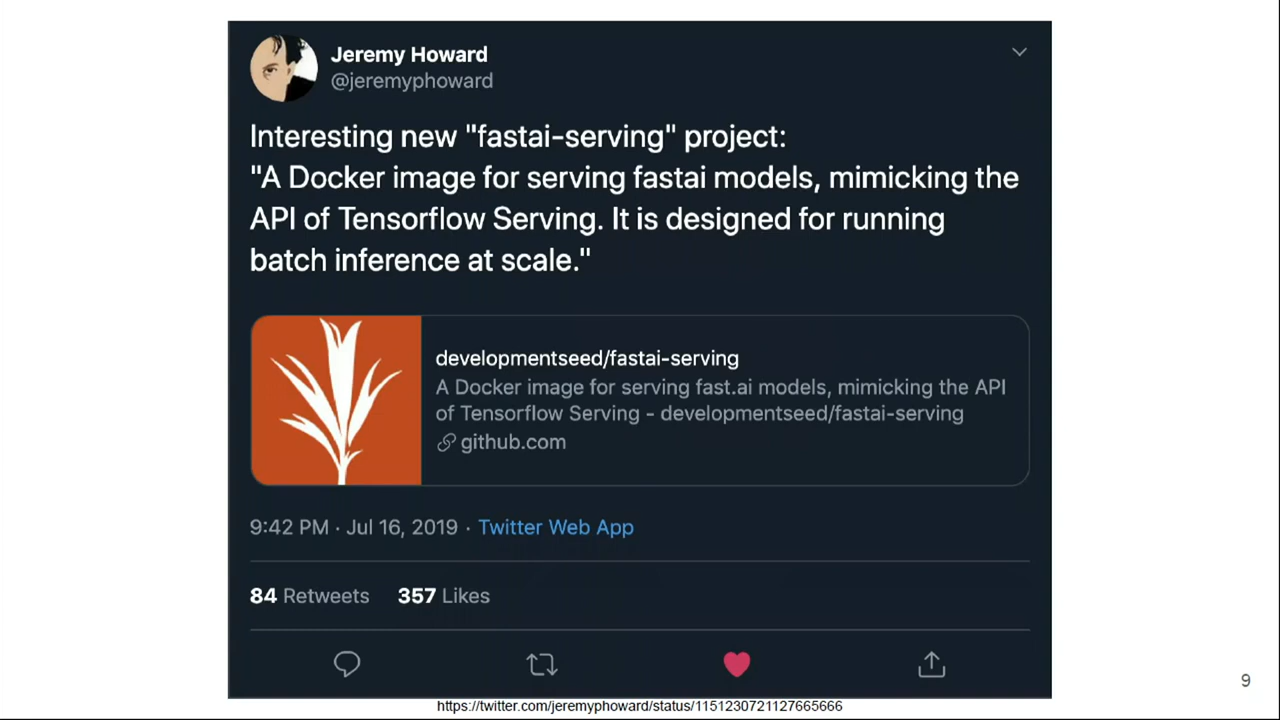 Jeremy Howard
@jeremyphoward
Interesting new "fastai-serving" project:
"A Docker image for serving fastai models, mimicking the
API of Tensorflow Serving. It is designed for running
batch inference at scale."
developmentseed/fastai-serving
A Docker image for serving fast.ai models, mimicking the API
of Tensorflow Serving - developmentseed/fastai-serving
github.com
9:42 PM · Jul 16, 2019 · Twitter Web App
84 Retweets 357 Likes
9
https://twitter.com/jeremyphoward/status/1151230721127665666